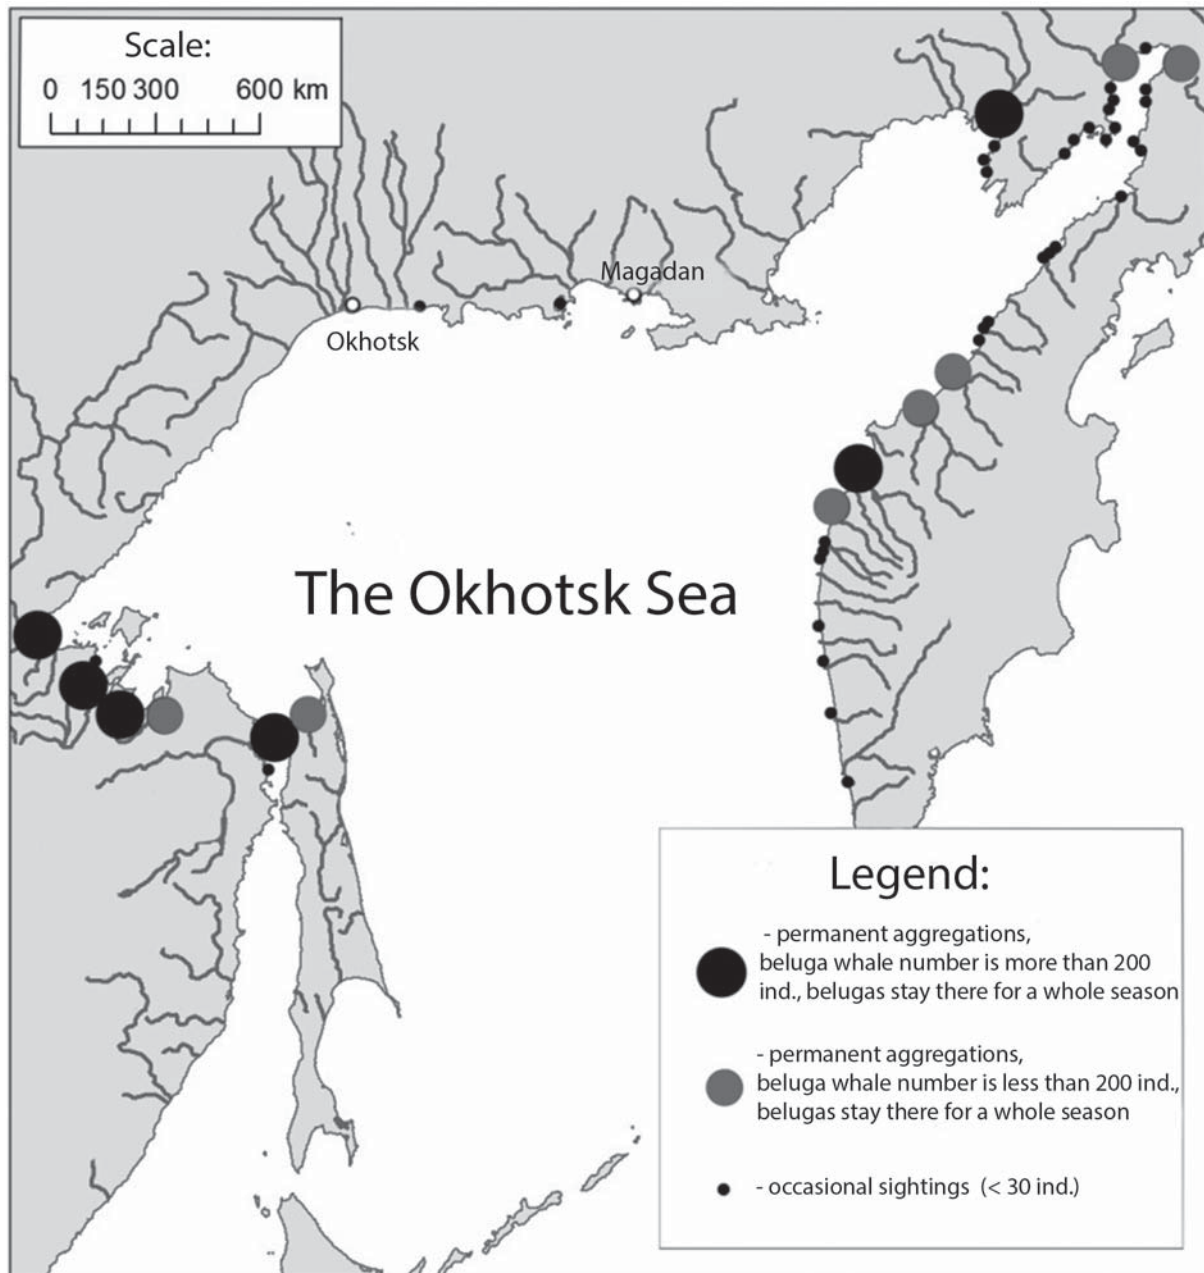 Scale:
0 150 300 600 km
Magadan
Okhotsk
The Okhotsk Sea
Legend:
- permanent aggregations,
beluga whale number is more than 200
ind., belugas stay there for a whole season
- permanent aggregations,
beluga whale number is less than 200 ind.,
belugas stay there for a whole season
- occasional sightings (< 30 ind.)